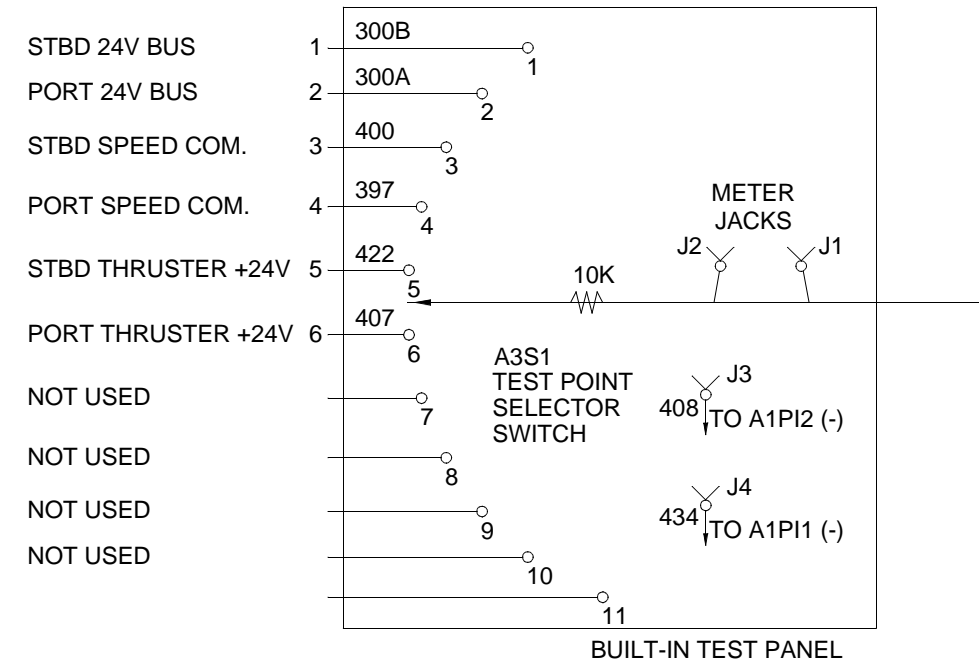 STBD 24V BUS 1 300B 1
PORT 24V BUS 2 300A 2
STBD SPEED COM. 3 400 3
PORT SPEED COM. 4 397 4
STBD THRUSTER +24V 5 422 5
PORT THRUSTER +24V 6 407 6
NOT USED 7
NOT USED 8
NOT USED 9
NOT USED 10
11
METER
JACKS
J2 J1
10K
A3S1
TEST POINT
SELECTOR
SWITCH
J3
408 TO A1PI2 (-)
J4
434 TO A1PI1 (-)
BUILT-IN TEST PANEL